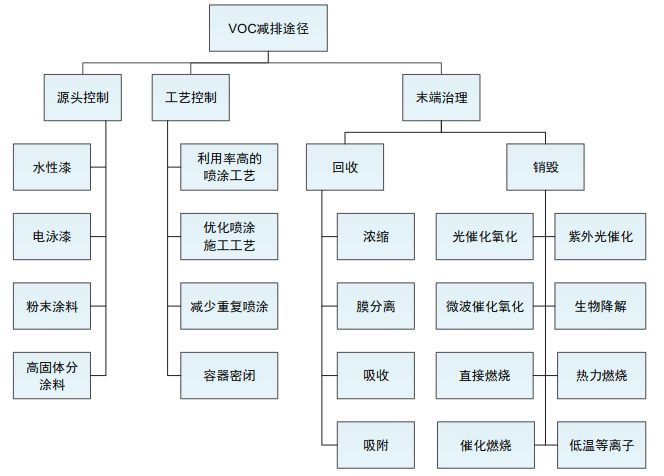 VOC减排途径
源头控制
工艺控制
末端治理
水性漆
利用率高的
喷涂工艺
回收
销毁
电泳漆
优化喷涂
施工工艺
浓缩
光催化氧化
紫外光催化
粉末涂料
减少重复喷涂
膜分离
微波催化氧化
生物降解
高固体分
涂料
容器密闭
吸收
直接燃烧
热力燃烧
吸附
催化燃烧
低温等离子